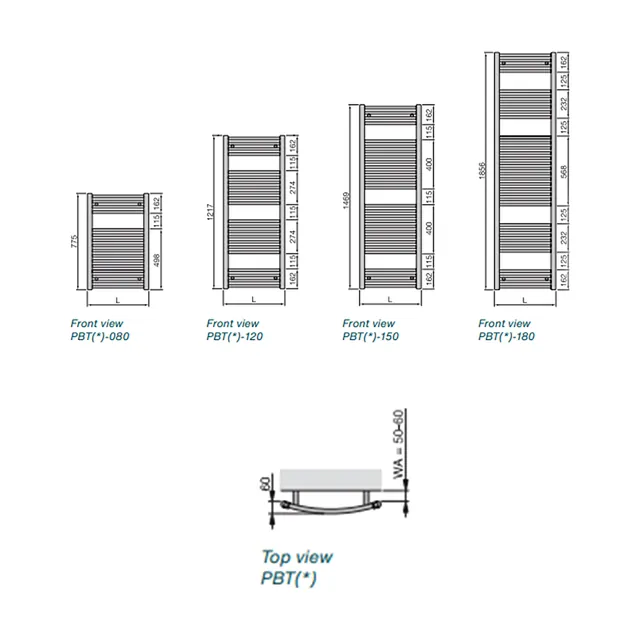 775
162
115
498
L
Front view
PBT(*)-080
1217
162
115
274
115
274
115
162
L
Front view
PBT(*)-120
1469
162
115
400
115
400
115
162
L
Front view
PBT(*)-150
1856
162
125
232
125
568
125
232
125
162
L
Front view
PBT(*)-180
60
WA = 50-60
Top view
PBT(*)